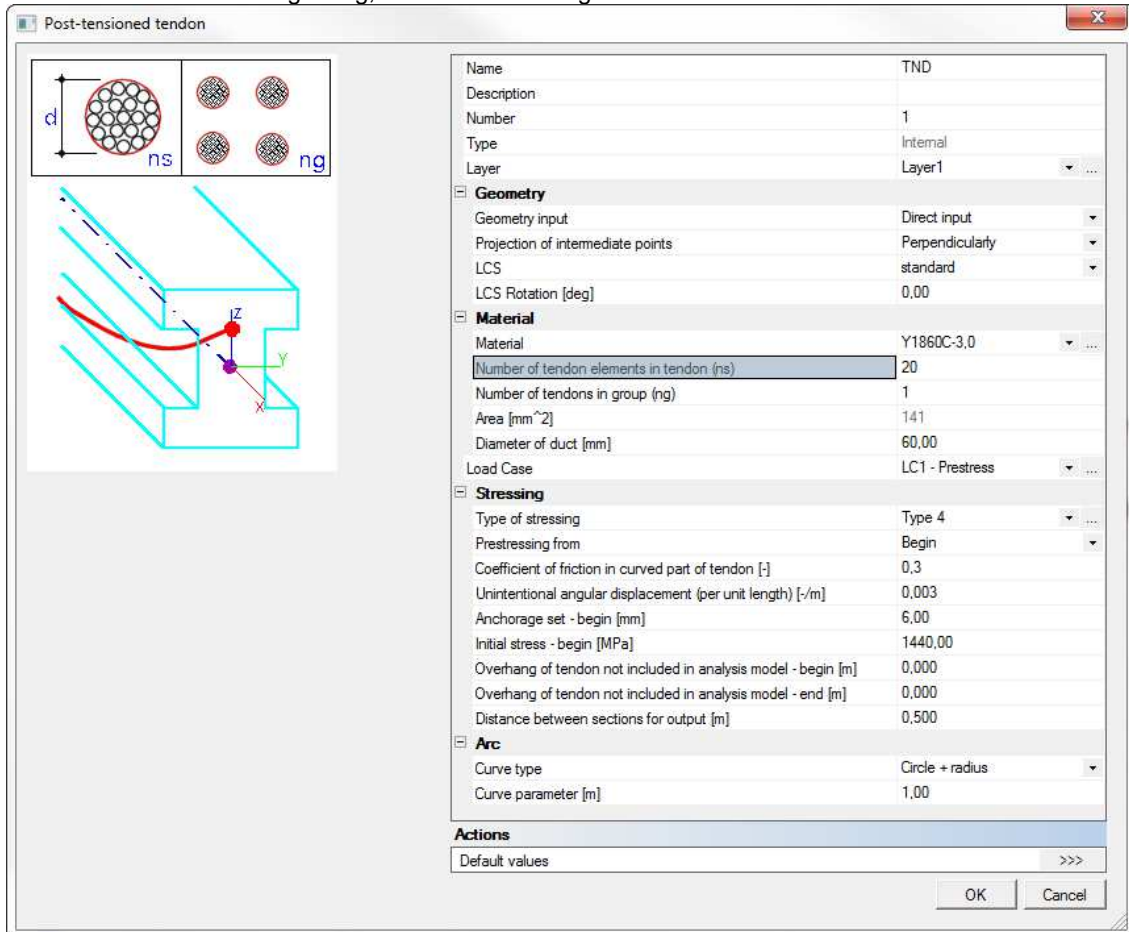 Post-tensioned tendon
d
ns
ng
Z
Y
X
Name TND
Description
Number 1
Type Internal
Layer Layer1 ...
Geometry
Geometry input Direct input
Projection of intermediate points Perpendicularly
LCS standard
LCS Rotation [deg] 0,00
Material
Material Y1860C-3,0 ...
Number of tendon elements in tendon (ns) 20
Number of tendons in group (ng) 1
Area [mm^2] 141
Diameter of duct [mm] 60,00
Load Case LC1 - Prestress ...
Stressing
Type of stressing Type 4 ...
Prestressing from Begin
Coefficient of friction in curved part of tendon [-] 0,3
Unintentional angular displacement (per unit length) [-/m] 0,003
Anchorage set - begin [mm] 6,00
Initial stress - begin [MPa] 1440,00
Overhang of tendon not included in analysis model - begin [m] 0,000
Overhang of tendon not included in analysis model - end [m] 0,000
Distance between sections for output [m] 0,500
Arc
Curve type Circle + radius
Curve parameter [m] 1,00
Actions
Default values >>>
OK Cancel